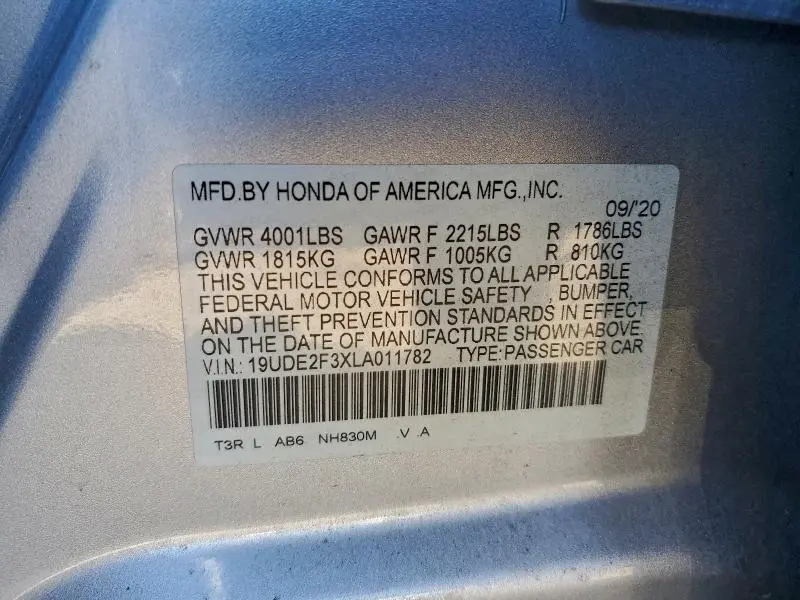 MFD.BY HONDA OF AMERICA MFG.,INC.
09/'20
GVWR 4001LBS GAWR F 2215LBS R 1786LBS
GVWR 1815KG GAWR F 1005KG R 810KG
THIS VEHICLE CONFORMS TO ALL APPLICABLE
FEDERAL MOTOR VEHICLE SAFETY , BUMPER,
AND THEFT PREVENTION STANDARDS IN EFFECT
ON THE DATE OF MANUFACTURE SHOWN ABOVE.
V.I.N.: 19UDE2F3XLA011782 TYPE:PASSENGER CAR
T3R L AB6 NH830M .V .A